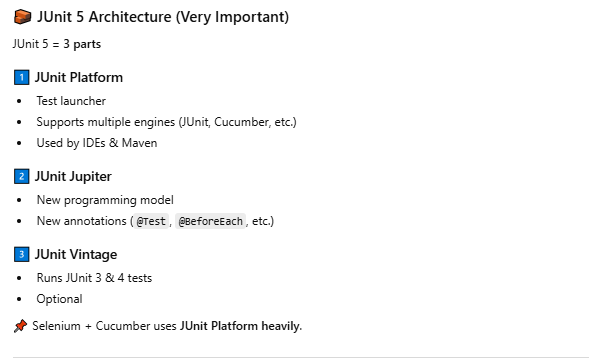 🧱 JUnit 5 Architecture (Very Important)
JUnit 5 = 3 parts
1️⃣ JUnit Platform
• Test launcher
• Supports multiple engines (JUnit, Cucumber, etc.)
• Used by IDEs & Maven
2️⃣ JUnit Jupiter
• New programming model
• New annotations (@Test, @BeforeEach, etc.)
3️⃣ JUnit Vintage
• Runs JUnit 3 & 4 tests
• Optional
📌 Selenium + Cucumber uses JUnit Platform heavily.